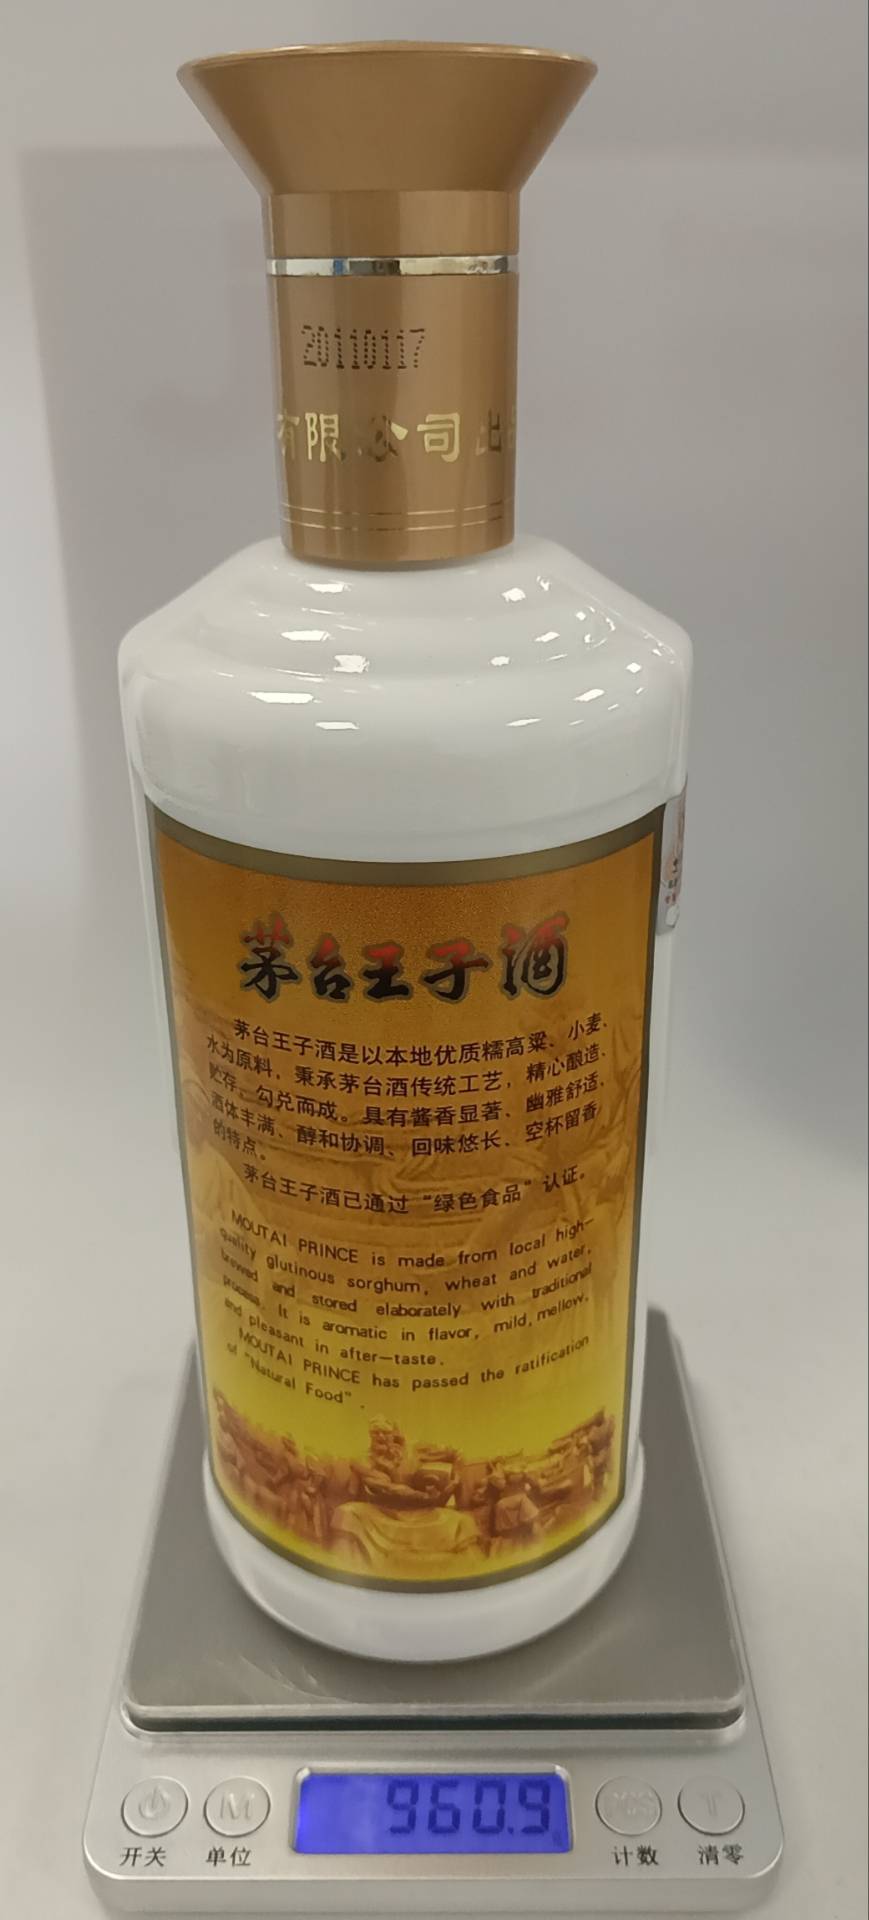 20110117
有限公司出品
茅台王子酒
茅台王子酒是以本地优质糯高粱、小麦、
水为原料，秉承茅台酒传统工艺，精心酿造、
贮存，勾兑而成。具有酱香显著、幽雅舒适、
酒体丰满、醇和协调、回味悠长、空杯留香
的特点。
茅台王子酒已通过“绿色食品”认证。
MOUTAI PRINCE is made from local high-
quality glutinous sorghum, wheat and water,
brewed and stored elaborately with traditional
process. It is aromatic in flavor, mild, mellow,
and pleasant in after-taste.
MOUTAI PRINCE has passed the ratification
of "Natural Food" .
960.9
M
T
开关
单位
计数
清零